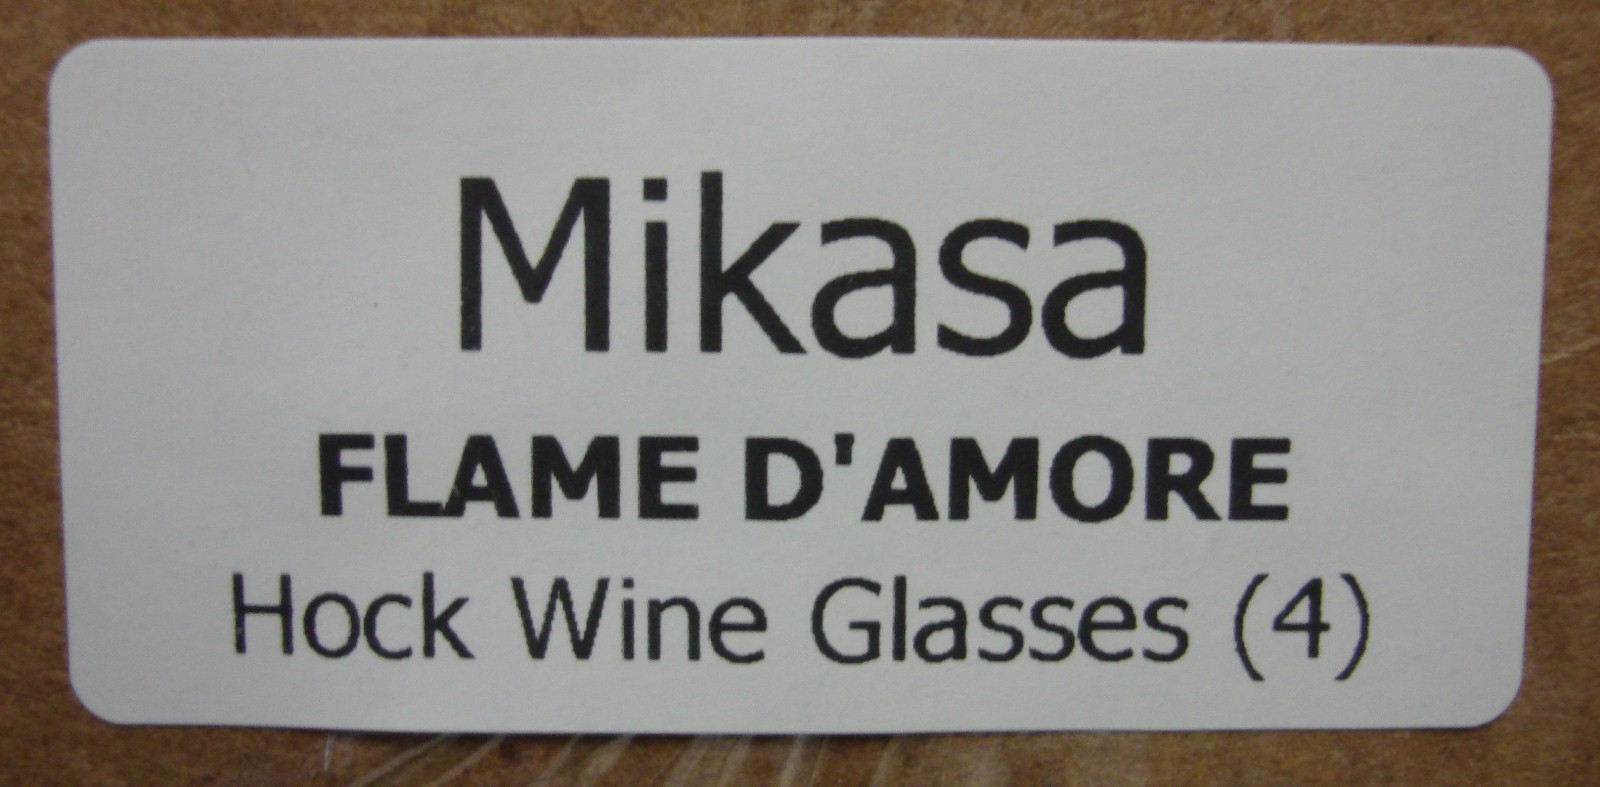 Mikasa
FLAME D'AMORE
Hock Wine Glasses (4)